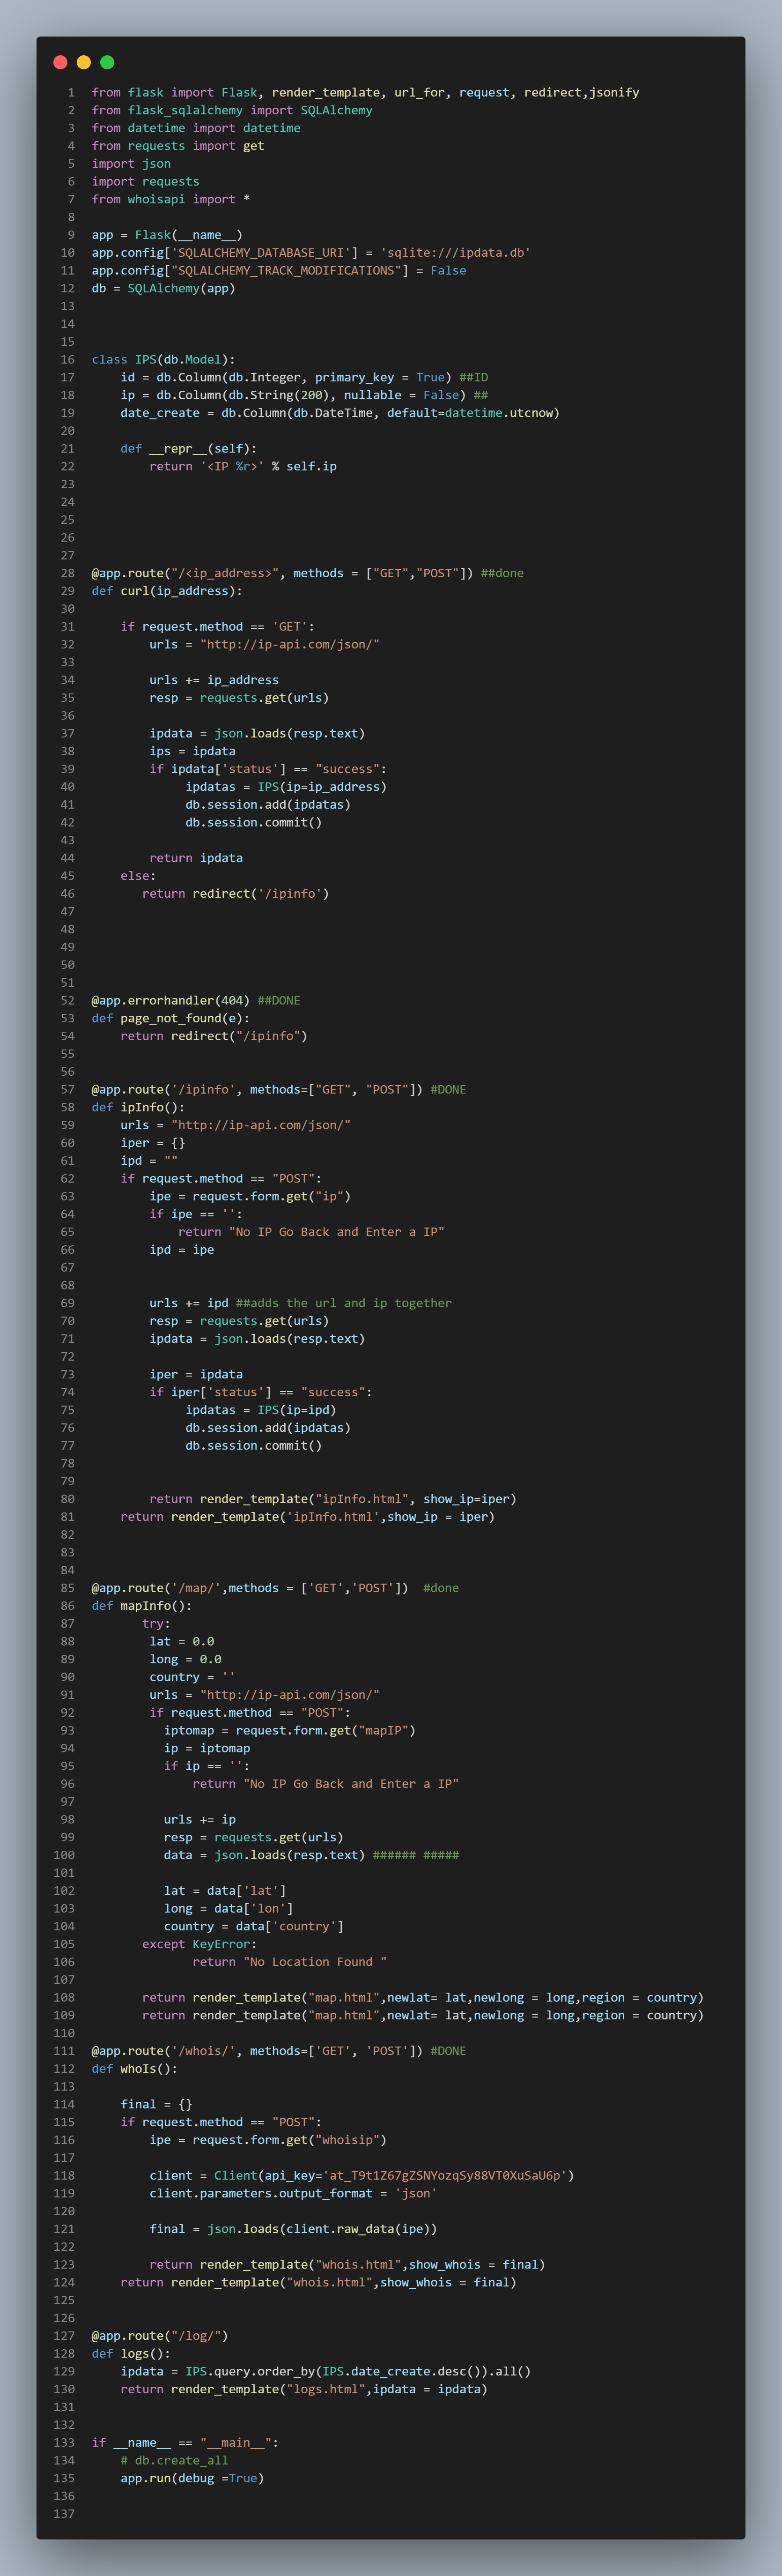 1 from flask import Flask, render_template, url_for, request, redirect,jsonify
2 from flask_sqlalchemy import SQLAlchemy
3 from datetime import datetime
4 from requests import get
5 import json
6 import requests
7 from whoisapi import *
8
9 app = Flask(__name__)
10 app.config['SQLALCHEMY_DATABASE_URI'] = 'sqlite:///ipdata.db'
11 app.config["SQLALCHEMY_TRACK_MODIFICATIONS"] = False
12 db = SQLAlchemy(app)
13
14
15
16 class IPS(db.Model):
17     id = db.Column(db.Integer, primary_key = True) ##ID
18     ip = db.Column(db.String(200), nullable = False) ##
19     date_create = db.Column(db.DateTime, default=datetime.utcnow)
20
21     def __repr__(self):
22         return '<IP %r>' % self.ip
23
24
25
26
27
28 @app.route("/<ip_address>", methods = ["GET","POST"]) ##done
29 def curl(ip_address):
30
31     if request.method == 'GET':
32         urls = "http://ip-api.com/json/"
33
34         urls += ip_address
35         resp = requests.get(urls)
36
37         ipdata = json.loads(resp.text)
38         ips = ipdata
39         if ipdata['status'] == "success":
40              ipdatas = IPS(ip=ip_address)
41              db.session.add(ipdatas)
42              db.session.commit()
43
44         return ipdata
45     else:
46        return redirect('/ipinfo')
47
48
49
50
51
52 @app.errorhandler(404) ##DONE
53 def page_not_found(e):
54     return redirect("/ipinfo")
55
56
57 @app.route('/ipinfo', methods=["GET", "POST"]) #DONE
58 def ipInfo():
59     urls = "http://ip-api.com/json/"
60     iper = {}
61     ipd = ""
62     if request.method == "POST":
63         ipe = request.form.get("ip")
64         if ipe == '':
65             return "No IP Go Back and Enter a IP"
66         ipd = ipe
67
68
69         urls += ipd ##adds the url and ip together
70         resp = requests.get(urls)
71         ipdata = json.loads(resp.text)
72
73         iper = ipdata
74         if iper['status'] == "success":
75              ipdatas = IPS(ip=ipd)
76              db.session.add(ipdatas)
77              db.session.commit()
78
79
80         return render_template("ipInfo.html", show_ip=iper)
81     return render_template('ipInfo.html',show_ip = iper)
82
83
84
85 @app.route('/map/',methods = ['GET','POST'])  #done
86 def mapInfo():
87        try:
88         lat = 0.0
89         long = 0.0
90         country = ''
91         urls = "http://ip-api.com/json/"
92         if request.method == "POST":
93           iptomap = request.form.get("mapIP")
94           ip = iptomap
95           if ip == '':
96               return "No IP Go Back and Enter a IP"
97
98           urls += ip
99           resp = requests.get(urls)
100           data = json.loads(resp.text) ###### #####
101
102           lat = data['lat']
103           long = data['lon']
104           country = data['country']
105        except KeyError:
106               return "No Location Found "
107
108        return render_template("map.html",newlat= lat,newlong = long,region = country)
109        return render_template("map.html",newlat= lat,newlong = long,region = country)
110
111 @app.route('/whois/', methods=['GET', 'POST']) #DONE
112 def whoIs():
113
114     final = {}
115     if request.method == "POST":
116         ipe = request.form.get("whoisip")
117
118         client = Client(api_key='at_T9t1Z67gZSNYozqSy88VT0XuSaU6p')
119         client.parameters.output_format = 'json'
120
121         final = json.loads(client.raw_data(ipe))
122
123         return render_template("whois.html",show_whois = final)
124     return render_template("whois.html",show_whois = final)
125
126
127 @app.route("/log/")
128 def logs():
129     ipdata = IPS.query.order_by(IPS.date_create.desc()).all()
130     return render_template("logs.html",ipdata = ipdata)
131
132
133 if __name__ == "__main__":
134     # db.create_all
135     app.run(debug =True)
136
137